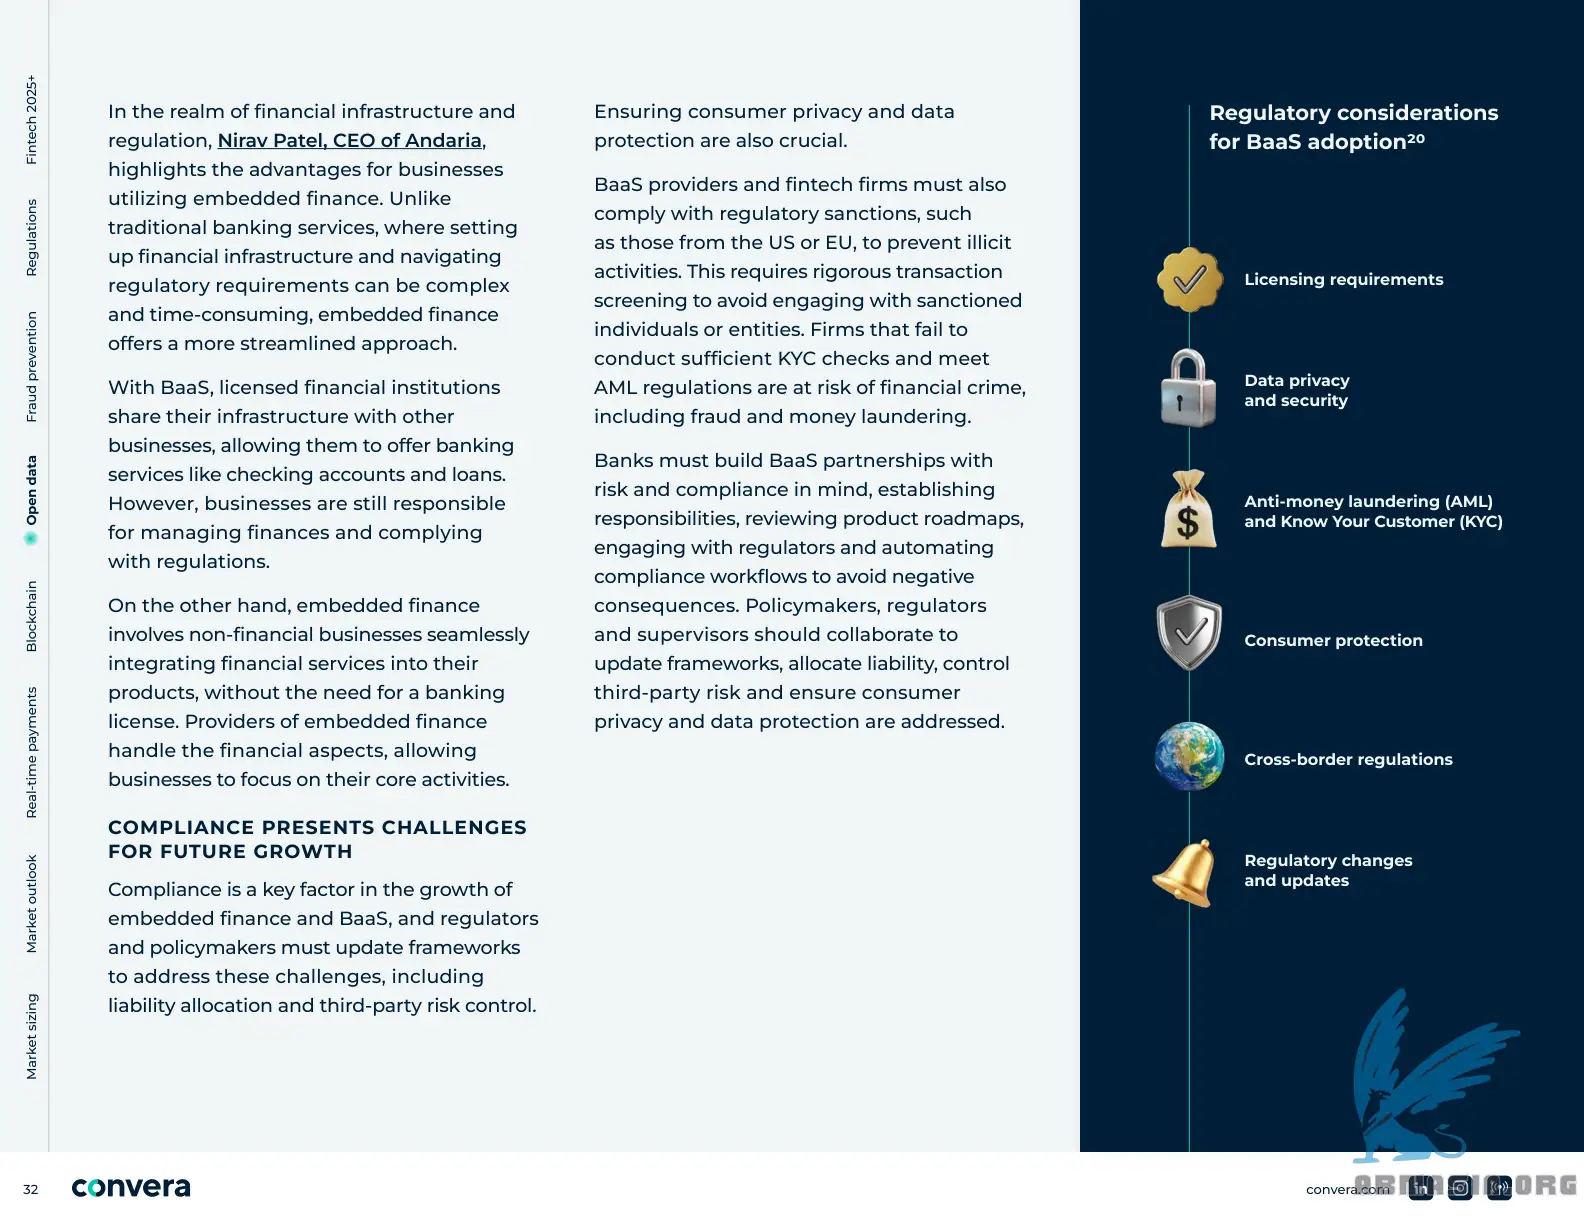 Fintech 2025+
Regulations
Fraud prevention
Open data
Blockchain
Real-time payments
Market outlook
Market sizing
In the realm of financial infrastructure and
regulation, Nirav Patel, CEO of Andaria,
highlights the advantages for businesses
utilizing embedded finance. Unlike
traditional banking services, where setting
up financial infrastructure and navigating
regulatory requirements can be complex
and time-consuming, embedded finance
offers a more streamlined approach.
With BaaS, licensed financial institutions
share their infrastructure with other
businesses, allowing them to offer banking
services like checking accounts and loans.
However, businesses are still responsible
for managing finances and complying
with regulations.
On the other hand, embedded finance
involves non-financial businesses seamlessly
integrating financial services into their
products, without the need for a banking
license. Providers of embedded finance
handle the financial aspects, allowing
businesses to focus on their core activities.
COMPLIANCE PRESENTS CHALLENGES
FOR FUTURE GROWTH
Compliance is a key factor in the growth of
embedded finance and BaaS, and regulators
and policymakers must update frameworks
to address these challenges, including
liability allocation and third-party risk control.
Ensuring consumer privacy and data
protection are also crucial.
BaaS providers and fintech firms must also
comply with regulatory sanctions, such
as those from the US or EU, to prevent illicit
activities. This requires rigorous transaction
screening to avoid engaging with sanctioned
individuals or entities. Firms that fail to
conduct sufficient KYC checks and meet
AML regulations are at risk of financial crime,
including fraud and money laundering.
Banks must build BaaS partnerships with
risk and compliance in mind, establishing
responsibilities, reviewing product roadmaps,
engaging with regulators and automating
compliance workflows to avoid negative
consequences. Policymakers, regulators
and supervisors should collaborate to
update frameworks, allocate liability, control
third-party risk and ensure consumer
privacy and data protection are addressed.
Regulatory considerations
for BaaS adoption²⁰
Licensing requirements
Data privacy
and security
$
Anti-money laundering (AML)
and Know Your Customer (KYC)
Consumer protection
Cross-border regulations
Regulatory changes
and updates
32
convera
convera.com
in